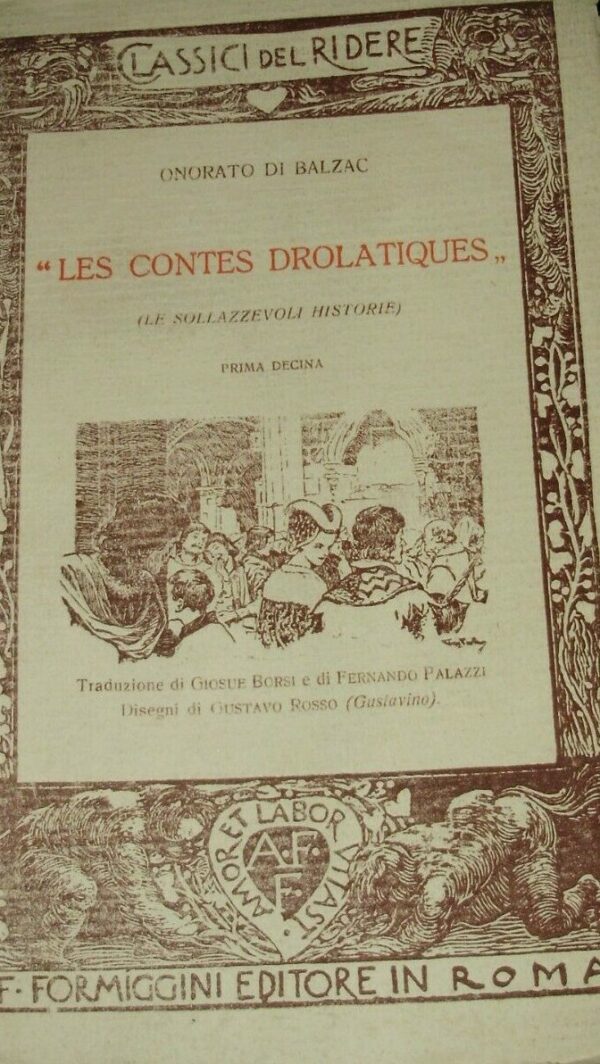 CLASSICI DEL RIDERE
ONORATO DI BALZAC
“ LES CONTES DROLATIQUES „
(LE SOLLAZZEVOLI HISTORIE)
PRIMA DECINA
Traduzione di GIOSUE BORSI e di FERNANDO PALAZZI
Disegni di GUSTAVO ROSSO (Gustavino).
AMOR ET LABOR VITAST
A·F·
F
F· FORMIGGINI EDITORE IN ROMA